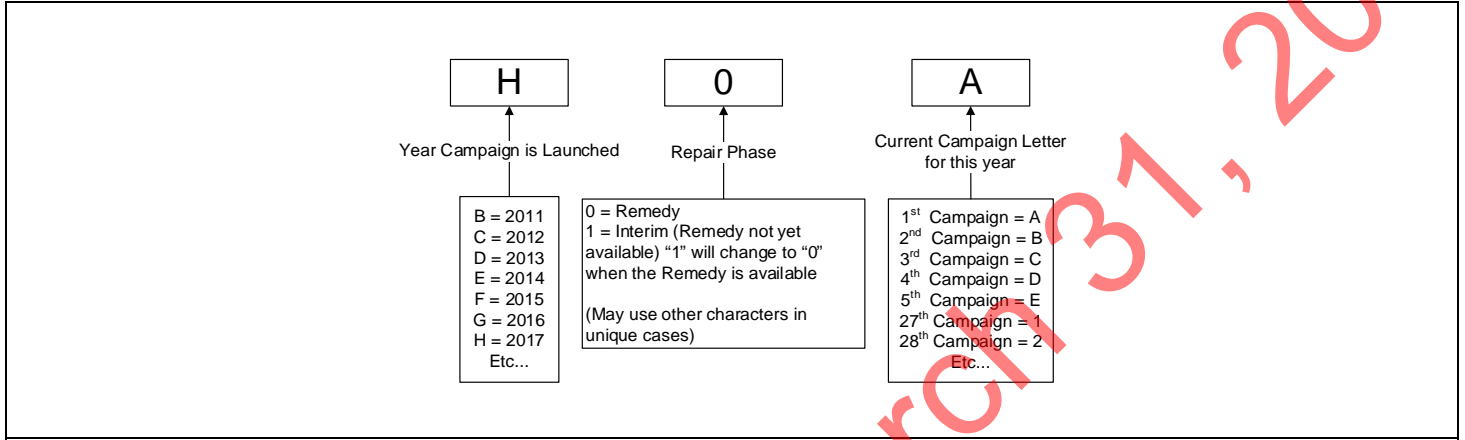 H
0
A
Year Campaign is Launched
Repair Phase
Current Campaign Letter
for this year
B = 2011
C = 2012
D = 2013
E = 2014
F = 2015
G = 2016
H = 2017
Etc...
0 = Remedy
1 = Interim (Remedy not yet
available) “1” will change to “0”
when the Remedy is available
(May use other characters in
unique cases)
1st Campaign = A
2nd Campaign = B
3rd Campaign = C
4th Campaign = D
5th Campaign = E
27th Campaign = 1
28th Campaign = 2
Etc...
rch 31, 20